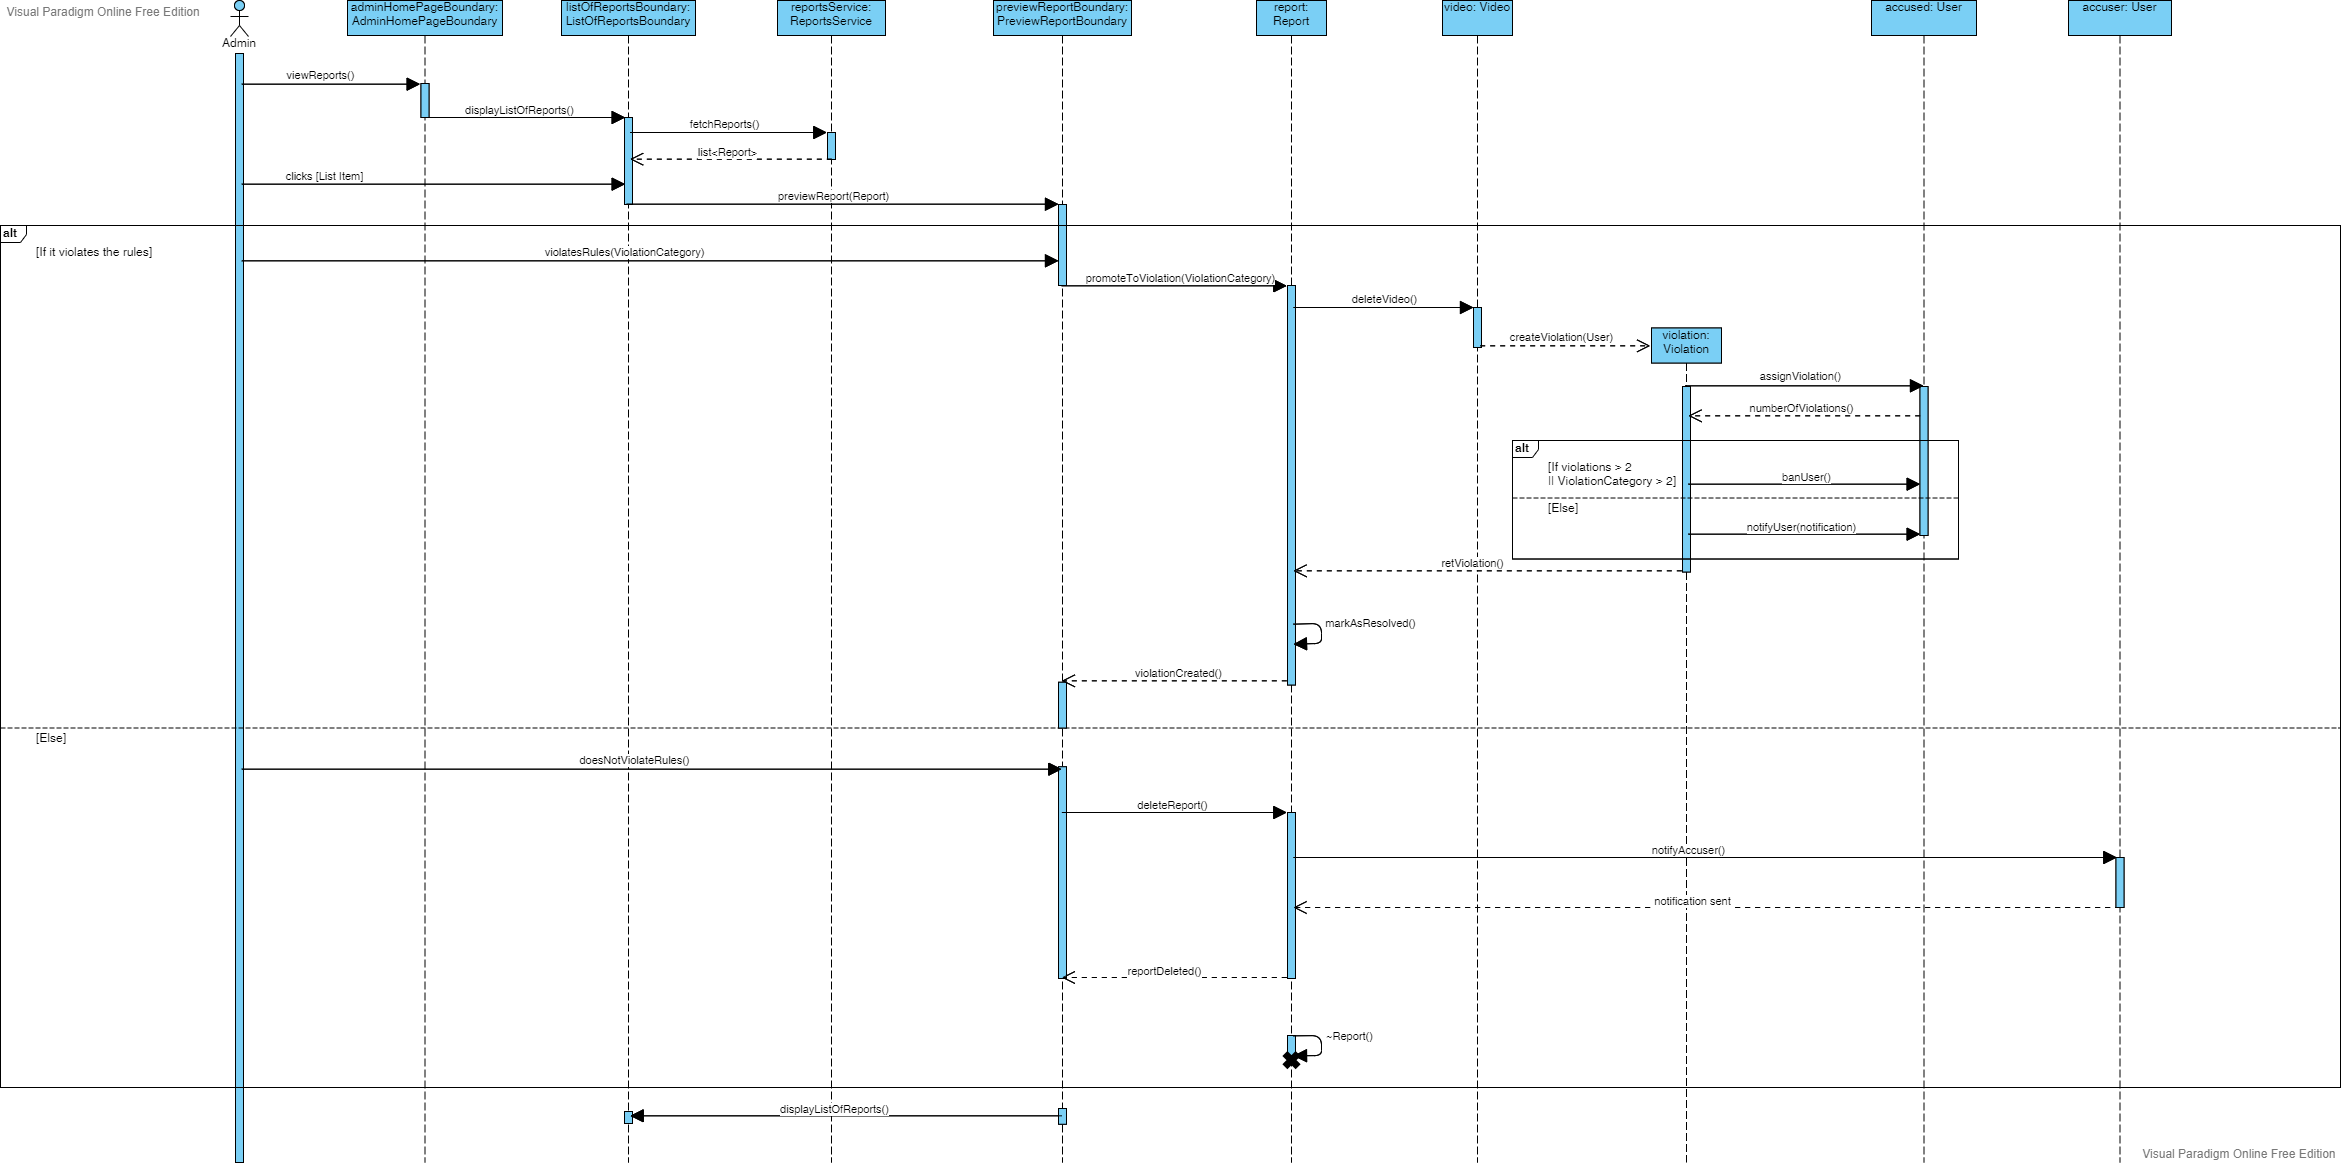 Visual Paradigm Online Free Edition
Admin
adminHomePageBoundary:
AdminHomePageBoundary
listOfReportsBoundary:
ListOfReportsBoundary
reportsService:
ReportsService
previewReportBoundary:
PreviewReportBoundary
report:
Report
video: Video
accused: User
accuser: User
viewReports()
displayListOfReports()
fetchReports()
list<Report>
clicks [List Item]
previewReport(Report)
alt
[If it violates the rules]
violatesRules(ViolationCategory)
promoteToViolation(ViolationCategory)
deleteVideo()
createViolation(User)
violation:
Violation
assignViolation()
numberOfViolations()
alt
[If violations > 2
|| ViolationCategory > 2]
banUser()
[Else]
notifyUser(notification)
retViolation()
markAsResolved()
violationCreated()
[Else]
doesNotViolateRules()
deleteReport()
notifyAccuser()
notification sent
reportDeleted()
~Report()
displayListOfReports()
Visual Paradigm Online Free Edition